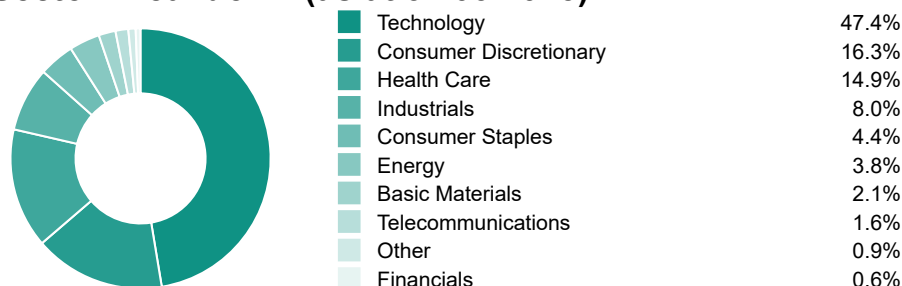 Technology 47.4%
Consumer Discretionary 16.3%
Health Care 14.9%
Industrials 8.0%
Consumer Staples 4.4%
Energy 3.8%
Basic Materials 2.1%
Telecommunications 1.6%
Other 0.9%
Financials 0.6%